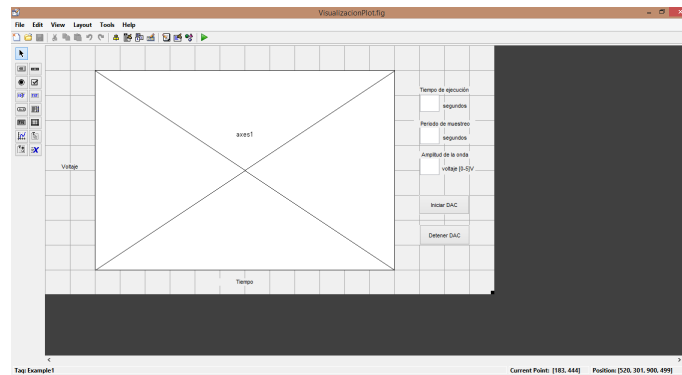 VisualizacionPlot.fig
File Edit View Layout Tools Help
axes1
Tiempo de ejecución
segundos
Periodo de muestreo
segundos
Amplitud de la onda
voltaje [0-5]V
Voltaje
Iniciar DAC
Detener DAC
Tiempo
Tag: Example1
Current Point: [183, 444] Position: [520, 301, 900, 499]